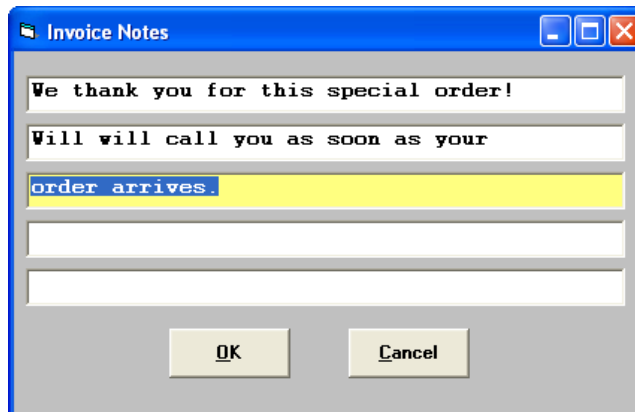 Invoice Notes
We thank you for this special order!
Will will call you as soon as your
order arrives.
OK
Cancel